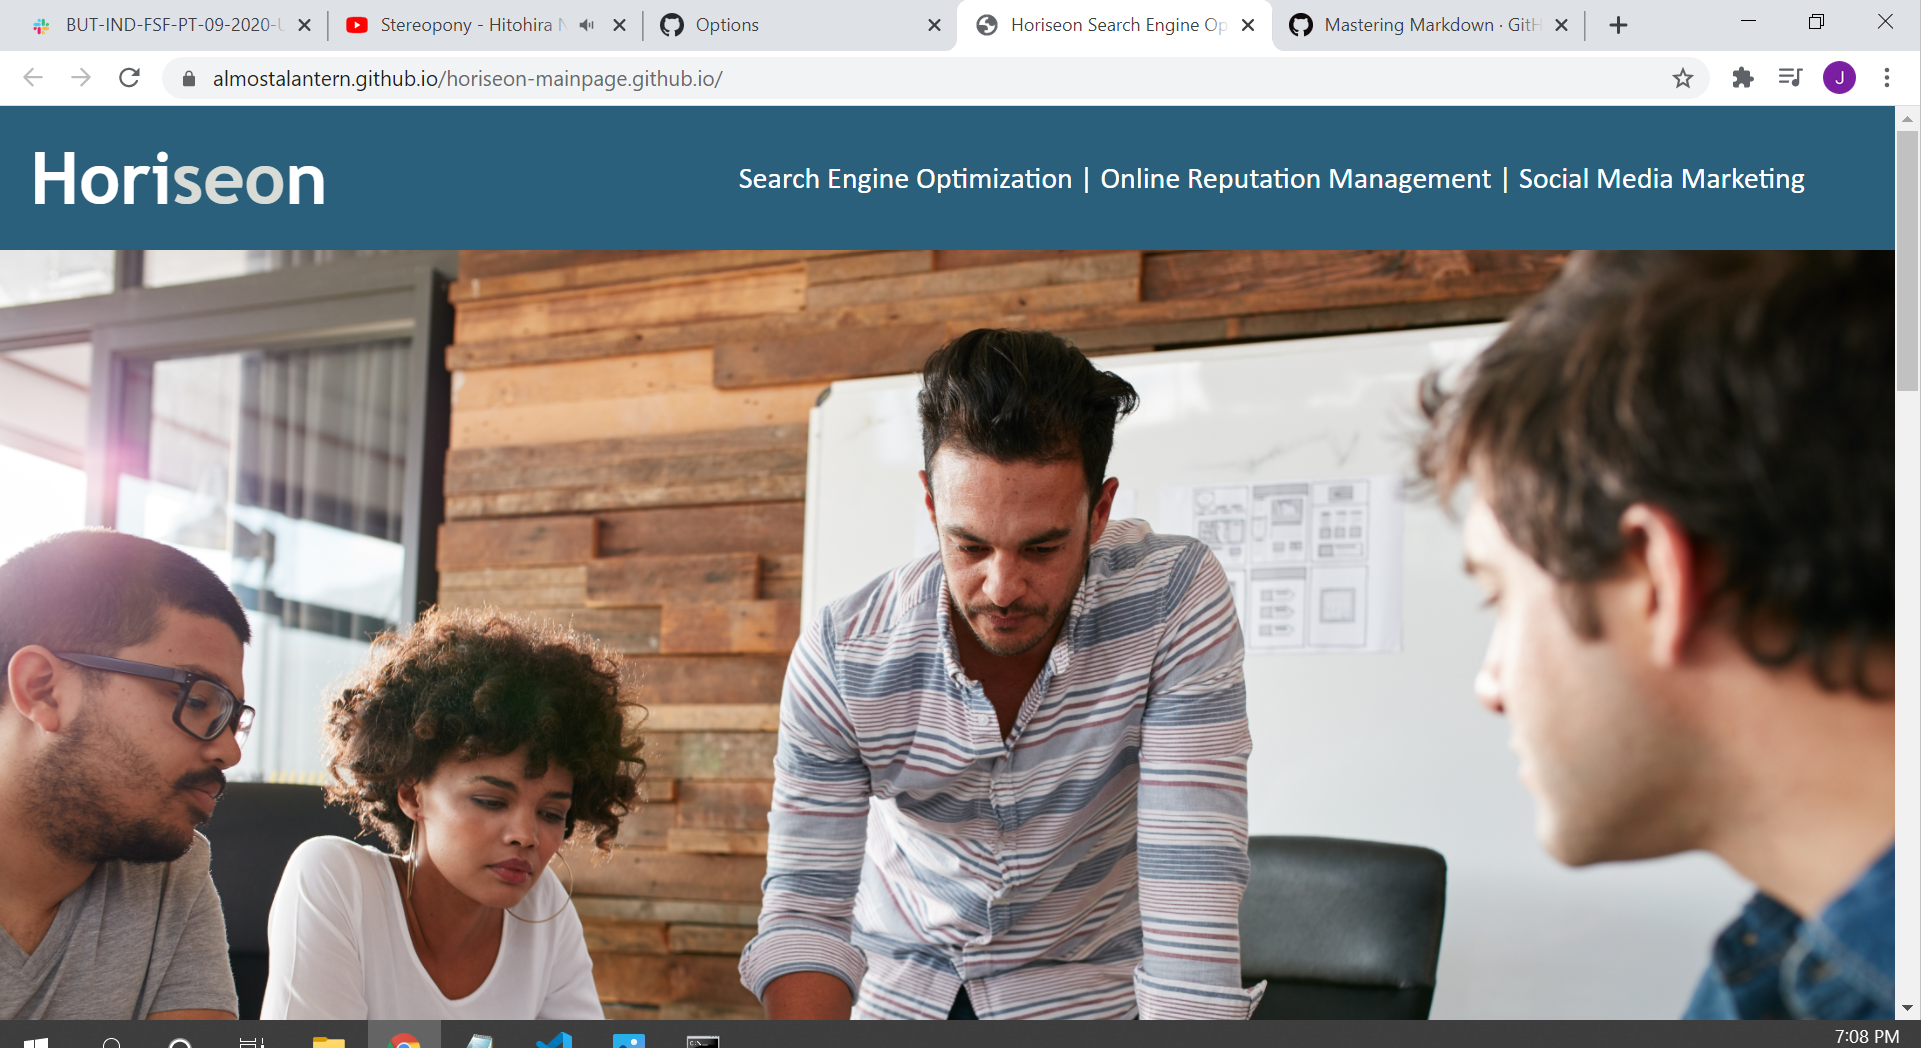 BUT-IND-FSF-PT-09-2020-U
Stereopony - Hitohira N
Options
Horiseon Search Engine Op
Mastering Markdown · GitH
almostalantern.github.io/horiseon-mainpage.github.io/
J
Horiseon
Search Engine Optimization | Online Reputation Management | Social Media Marketing
7:08 PM